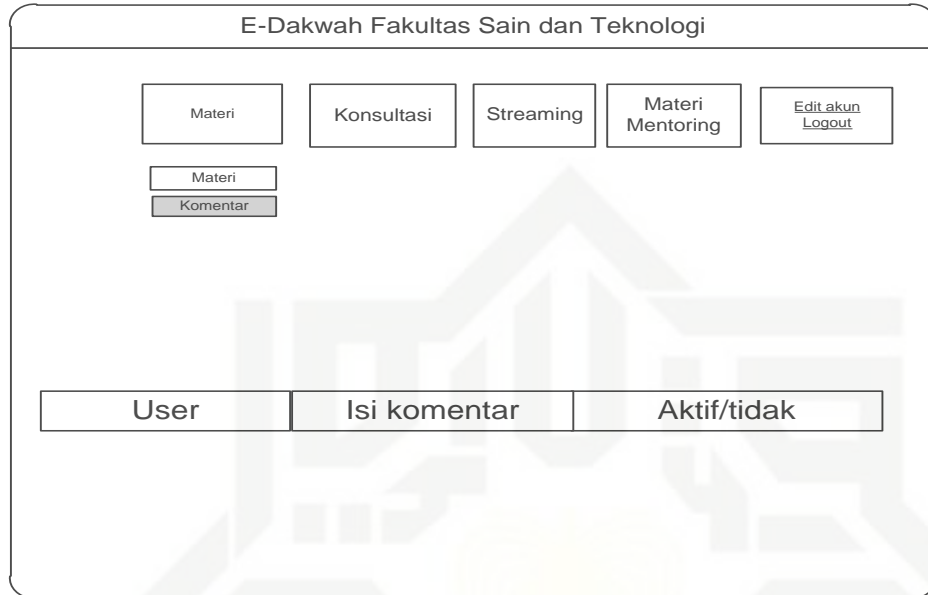 E-Dakwah Fakultas Sain dan Teknologi
Materi
Konsultasi
Streaming
Materi
Mentoring
Edit akun
Logout
Materi
Komentar
User
Isi komentar
Aktif/tidak